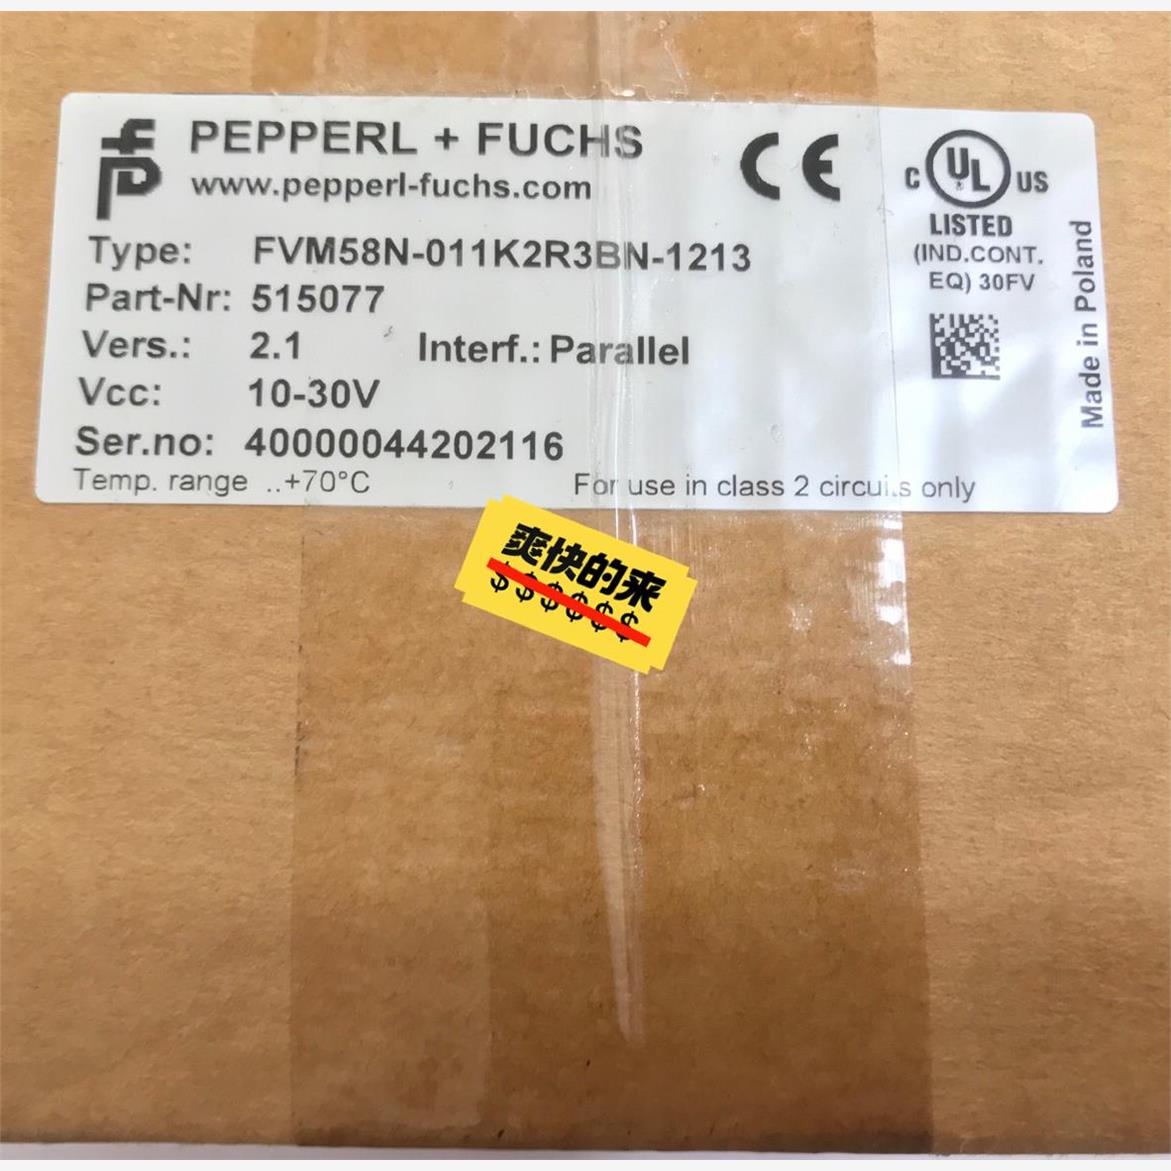 PEPPERL + FUCHS
www.pepperl-fuchs.com
Type: FVM58N-011K2R3BN-1213
Part-Nr: 515077
Vers.: 2.1 Interf.: Parallel
Vcc: 10-30V
Ser.no: 40000044202116
Temp. range ..+70°C For use in class 2 circuits only
CE
C UL US
LISTED
(IND.CONT.
EQ) 30FV
Made in Poland
爽快的来
$$$$$$